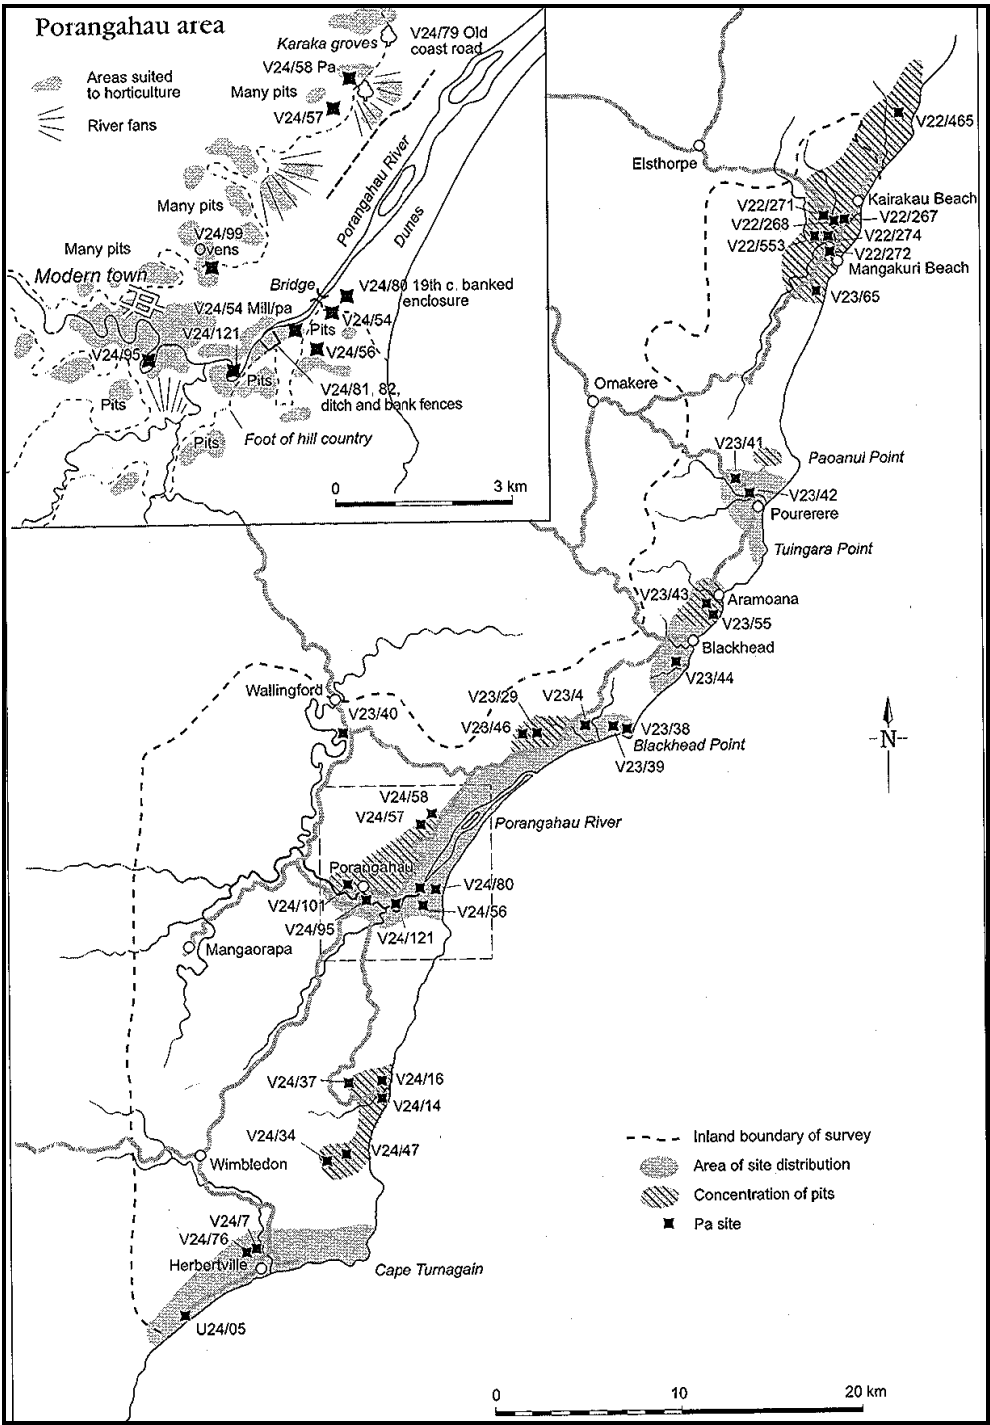 Porangahau area
Areas suited
to horticulture
River fans
Karaka groves
V24/79 Old
coast road
V24/58 Pa
Many pits
V24/57
Porangahau River
Dunes
Many pits
V24/99
Ovens
Many pits
Modern town
Bridge
V24/80 19th c. banked
enclosure
V24/54 Mill/pa
V24/54
Pits
V24/121
V24/56
V24/95
Pits
V24/81, 82,
ditch and bank fences
Pits
Foot of hill country
Pits
0 3 km
V22/465
Elsthorpe
Kairakau Beach
V22/271
V22/267
V22/268
V22/274
V22/553
V22/272
Mangakuri Beach
V23/65
Omakere
V23/41
Paoanui Point
V23/42
Pourerere
Tuingara Point
V23/43
Aramoana
V23/55
Blackhead
V23/44
Wallingford
V23/40
V23/29
V23/4
V23/46
V23/38
Blackhead Point
V23/39
N
V24/58
V24/57
Porangahau River
Porangahau
V24/80
V24/101
V24/56
V24/95
V24/121
Mangaorapa
V24/37
V24/16
V24/14
V24/34
V24/47
Wimbledon
V24/7
V24/76
Herbertville
Cape Turnagain
U24/05
Inland boundary of survey
Area of site distribution
Concentration of pits
Pa site
0 10 20 km